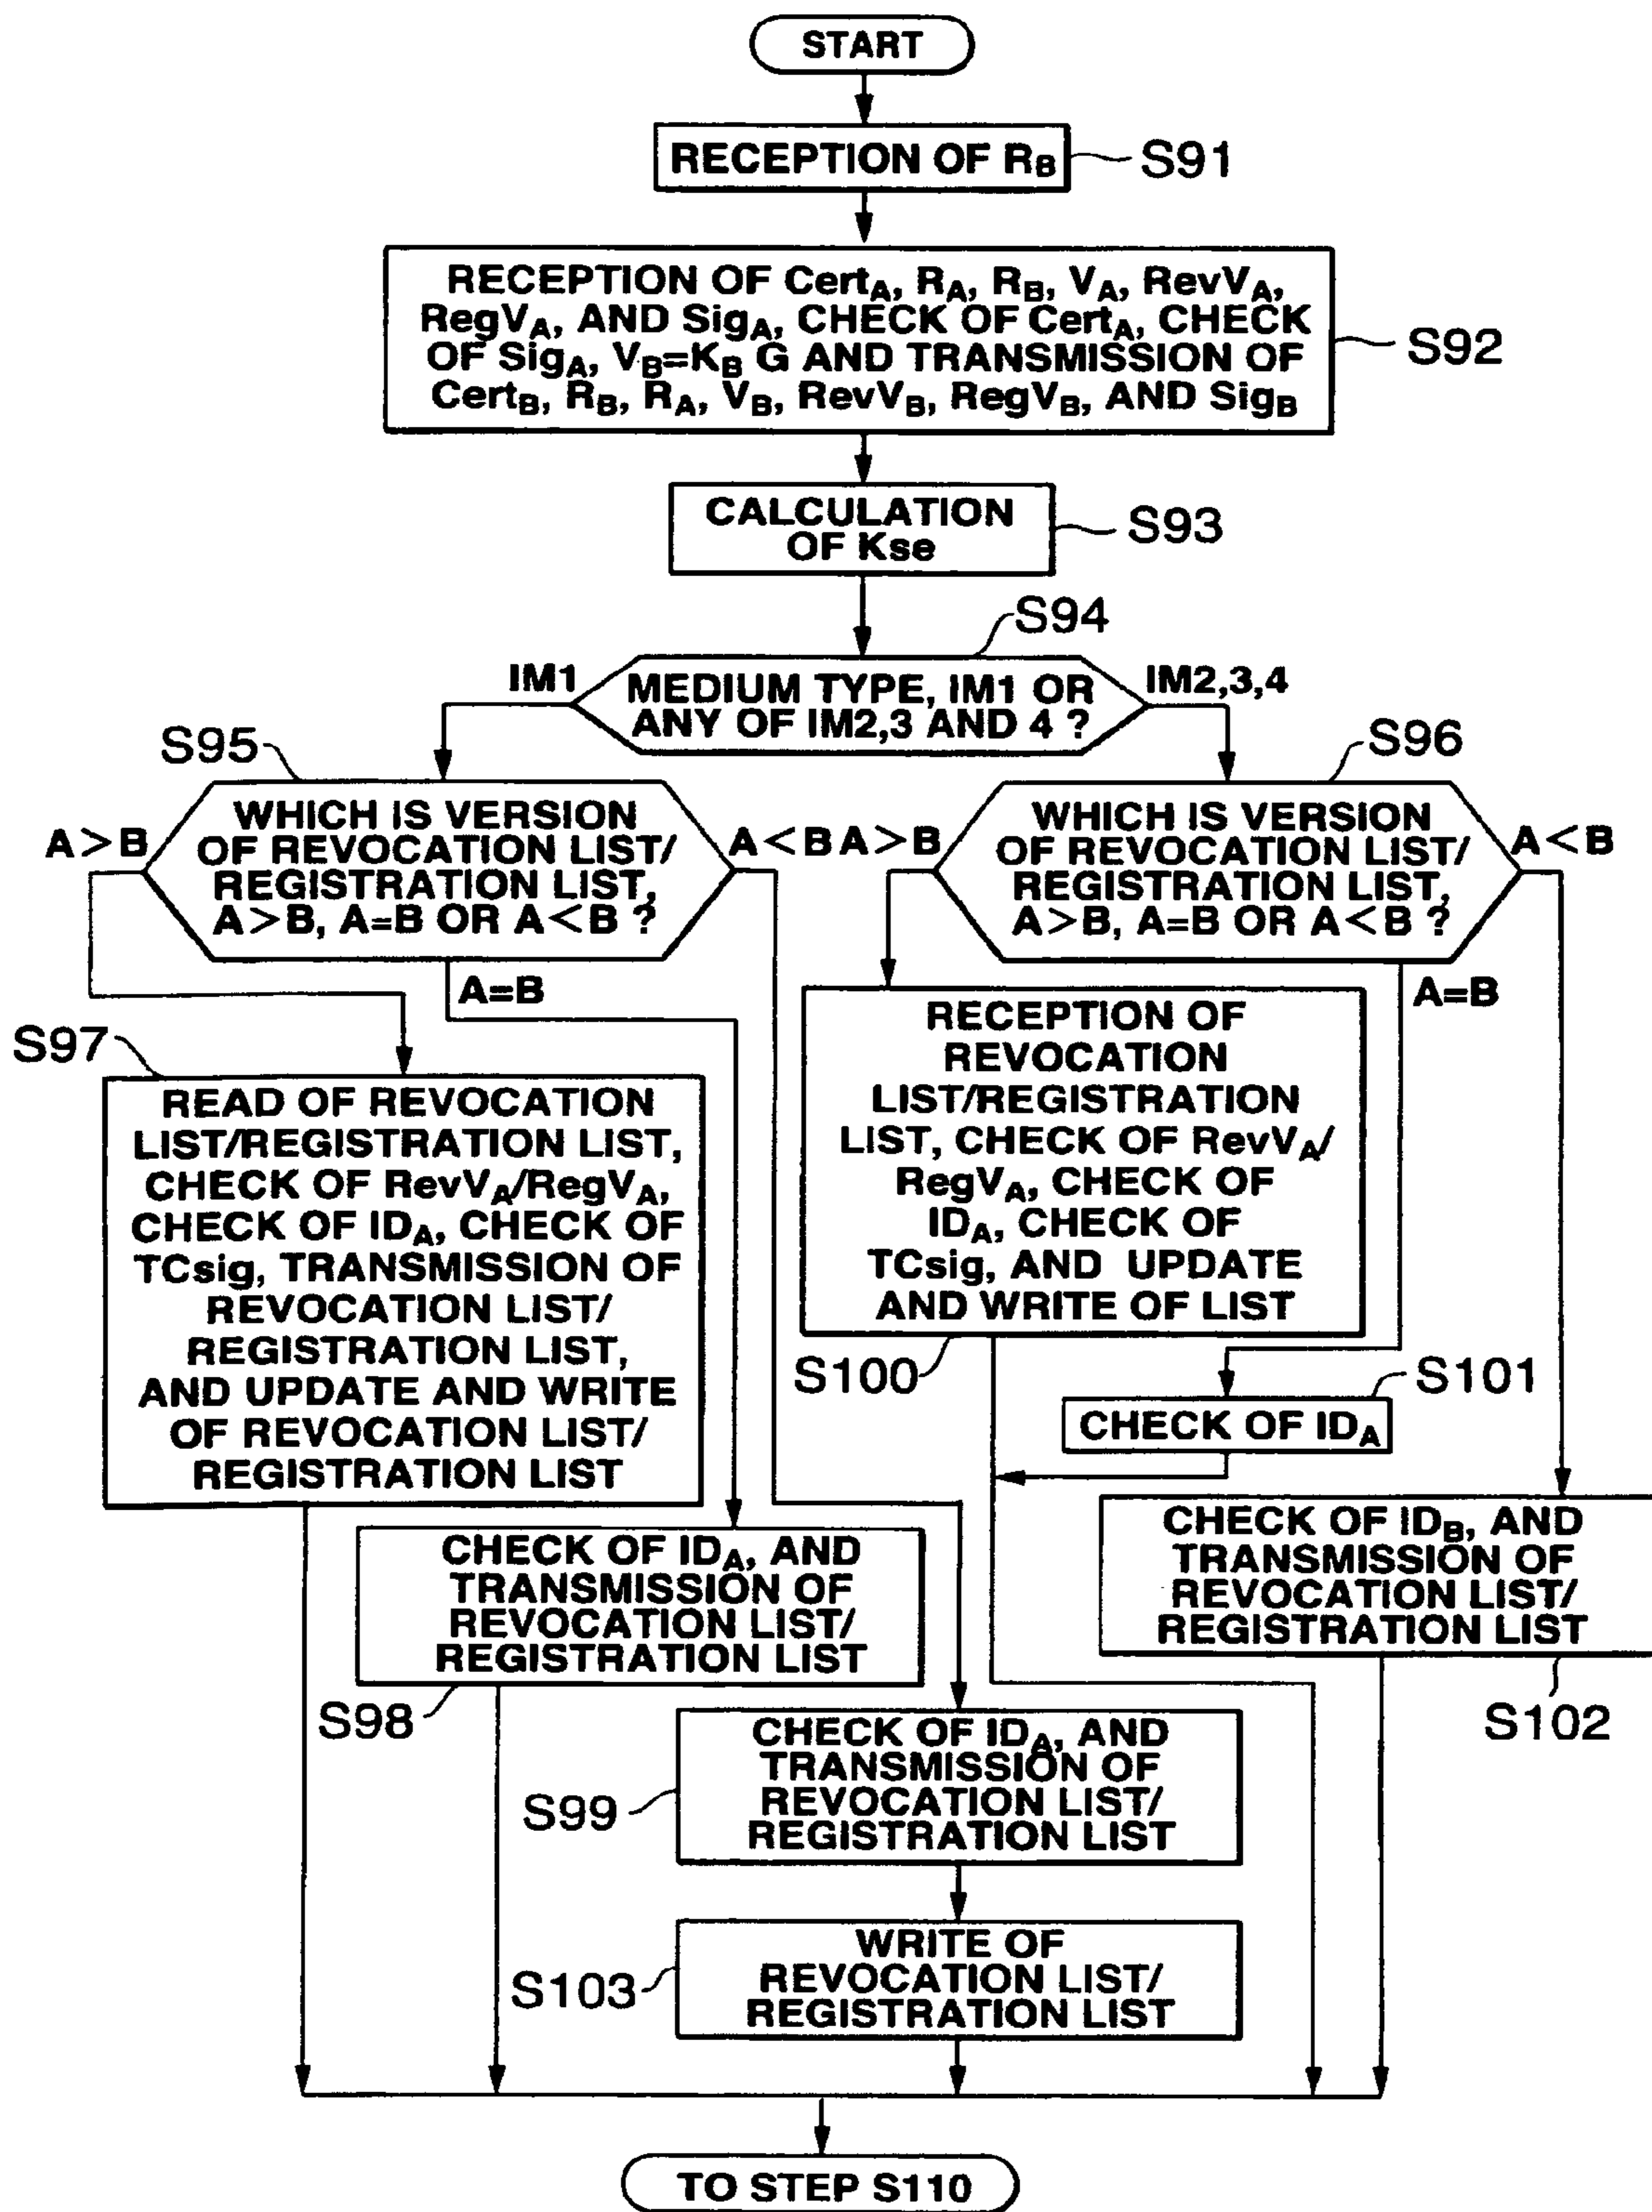 START
RECEPTION OF RB
S91
RECEPTION OF CertA, RA, RB, VA, RevVA,
RegVA, AND SigA, CHECK OF CertA, CHECK
OF SigA, VB=KB G AND TRANSMISSION OF
CertB, RB, RA, VB, RevVB, RegVB, AND SigB
S92
CALCULATION
OF Kse
S93
S94
IM1
MEDIUM TYPE, IM1 OR
ANY OF IM2,3 AND 4 ?
IM2,3,4
S95
A>B
WHICH IS VERSION
OF REVOCATION LIST/
REGISTRATION LIST,
A>B, A=B OR A<B ?
A<B
A=B
S96
A>B
WHICH IS VERSION
OF REVOCATION LIST/
REGISTRATION LIST,
A>B, A=B OR A<B ?
A<B
A=B
S97
READ OF REVOCATION
LIST/REGISTRATION LIST,
CHECK OF RevVA/RegVA,
CHECK OF IDA, CHECK OF
TCsig, TRANSMISSION OF
REVOCATION LIST/
REGISTRATION LIST,
AND UPDATE AND WRITE
OF REVOCATION LIST/
REGISTRATION LIST
RECEPTION OF
REVOCATION
LIST/REGISTRATION
LIST, CHECK OF RevVA/
RegVA, CHECK OF
IDA, CHECK OF
TCsig, AND UPDATE
AND WRITE OF LIST
S100
S101
CHECK OF IDA
CHECK OF IDB, AND
TRANSMISSION OF
REVOCATION LIST/
REGISTRATION LIST
S102
CHECK OF IDA, AND
TRANSMISSION OF
REVOCATION LIST/
REGISTRATION LIST
S98
CHECK OF IDA, AND
TRANSMISSION OF
REVOCATION LIST/
REGISTRATION LIST
S99
WRITE OF
REVOCATION LIST/
REGISTRATION LIST
S103
TO STEP S110